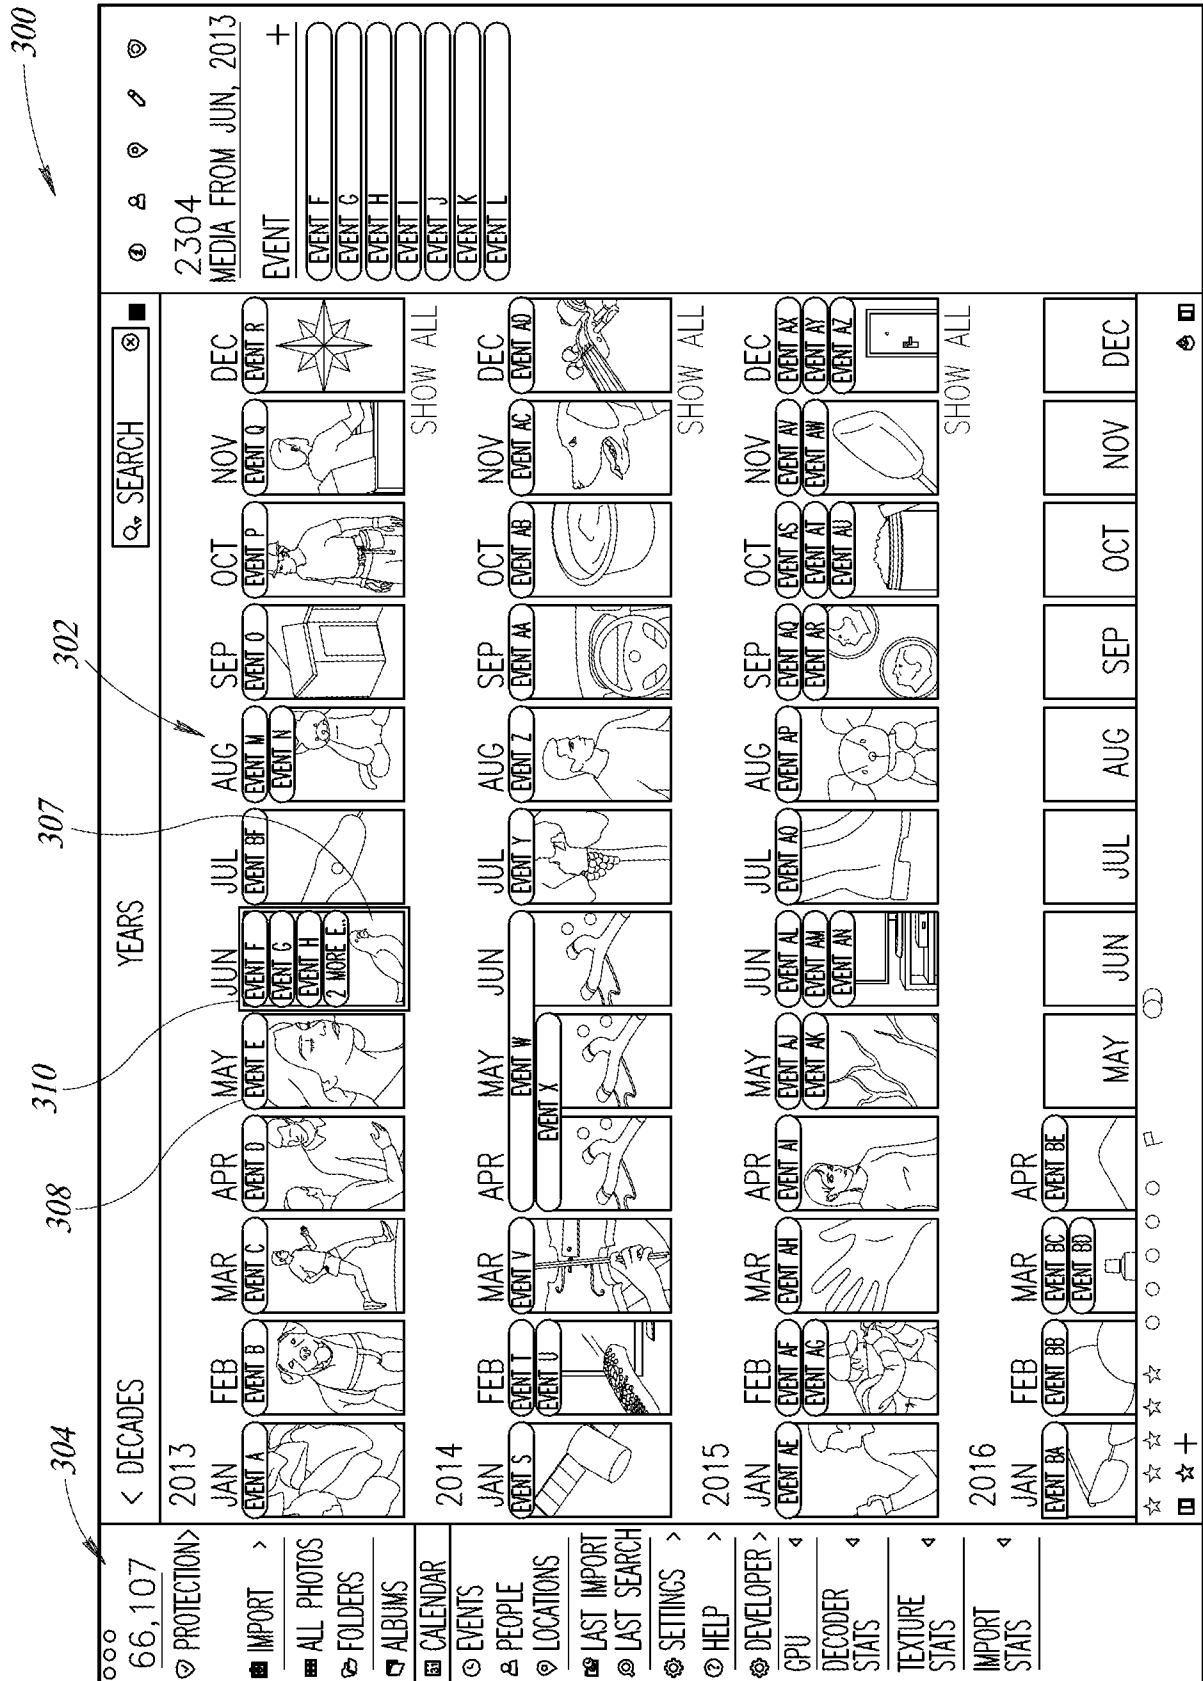 300
304
308
310
307
302
66,107
PROTECTION>
IMPORT >
ALL PHOTOS
FOLDERS
ALBUMS
CALENDAR
EVENTS
PEOPLE
LOCATIONS
LAST IMPORT
LAST SEARCH
SETTINGS >
HELP >
DEVELOPER >
GPU
DECODER
STATS
TEXTURE
STATS
IMPORT
STATS
< DECADES
YEARS
SEARCH
2013
JAN FEB MAR APR MAY JUN JUL AUG SEP OCT NOV DEC
EVENT A EVENT B EVENT C EVENT D EVENT E EVENT F EVENT BF EVENT M EVENT O EVENT P EVENT Q EVENT R
EVENT G EVENT N
EVENT H
2 MORE E..
SHOW ALL
2014
JAN FEB MAR APR MAY JUN JUL AUG SEP OCT NOV DEC
EVENT S EVENT T EVENT V EVENT W EVENT Y EVENT Z EVENT AA EVENT AB EVENT AC EVENT AD
EVENT U EVENT X
SHOW ALL
2015
JAN FEB MAR APR MAY JUN JUL AUG SEP OCT NOV DEC
EVENT AE EVENT AF EVENT AH EVENT AI EVENT AJ EVENT AL EVENT AO EVENT AP EVENT AQ EVENT AS EVENT AV EVENT AX
EVENT AG EVENT AK EVENT AM EVENT AR EVENT AT EVENT AW EVENT AY
EVENT AN EVENT AU EVENT AZ
SHOW ALL
2016
JAN FEB MAR APR MAY JUN JUL AUG SEP OCT NOV DEC
EVENT BA EVENT BB EVENT BC EVENT BE
EVENT BD
2304
MEDIA FROM JUN, 2013
EVENT +
EVENT F
EVENT G
EVENT H
EVENT I
EVENT J
EVENT K
EVENT L